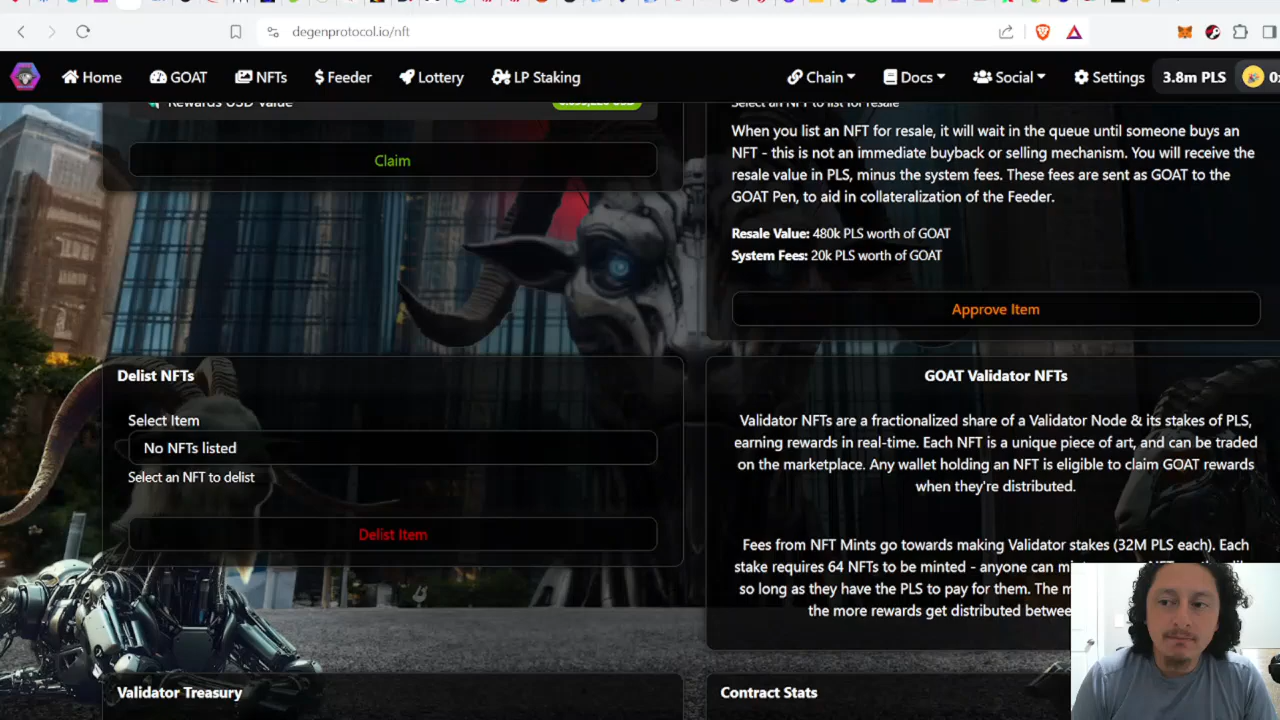 degenprotocol.io/nft
Home
GOAT
NFTs
Feeder
Lottery
LP Staking
Chain
Docs
Social
Settings
3.8m PLS
Rewards USD Value
Claim
Select an NFT to list for resale
When you list an NFT for resale, it will wait in the queue until someone buys an
NFT - this is not an immediate buyback or selling mechanism. You will receive the
resale value in PLS, minus the system fees. These fees are sent as GOAT to the
GOAT Pen, to aid in collateralization of the Feeder.
Resale Value: 480k PLS worth of GOAT
System Fees: 20k PLS worth of GOAT
Approve Item
Delist NFTs
Select Item
No NFTs listed
Select an NFT to delist
Delist Item
GOAT Validator NFTs
Validator NFTs are a fractionalized share of a Validator Node & its stakes of PLS,
earning rewards in real-time. Each NFT is a unique piece of art, and can be traded
on the marketplace. Any wallet holding an NFT is eligible to claim GOAT rewards
when they're distributed.
Fees from NFT Mints go towards making Validator stakes (32M PLS each). Each
stake requires 64 NFTs to be minted - anyone can
so long as they have the PLS to pay for them. The
the more rewards get distributed
Validator Treasury
Contract Stats